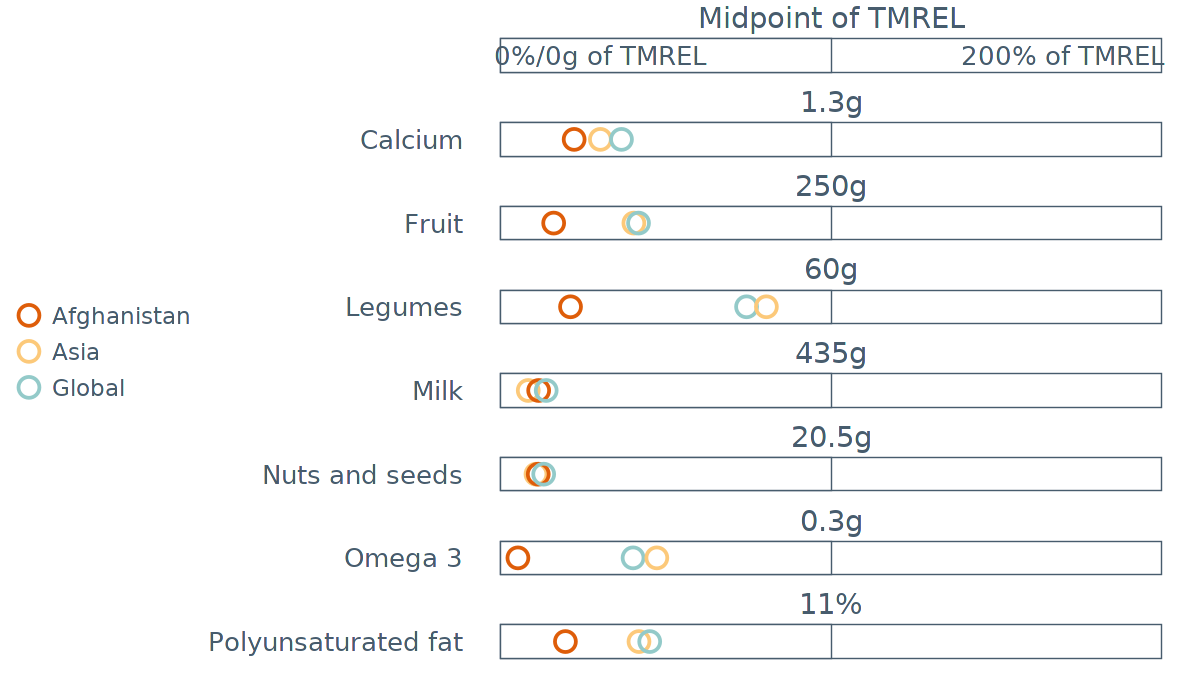 Midpoint of TMREL
0%/0g of TMREL 200% of TMREL
1.3g
Calcium
250g
Fruit
60g
Legumes
435g
Milk
20.5g
Nuts and seeds
0.3g
Omega 3
11%
Polyunsaturated fat
Afghanistan
Asia
Global